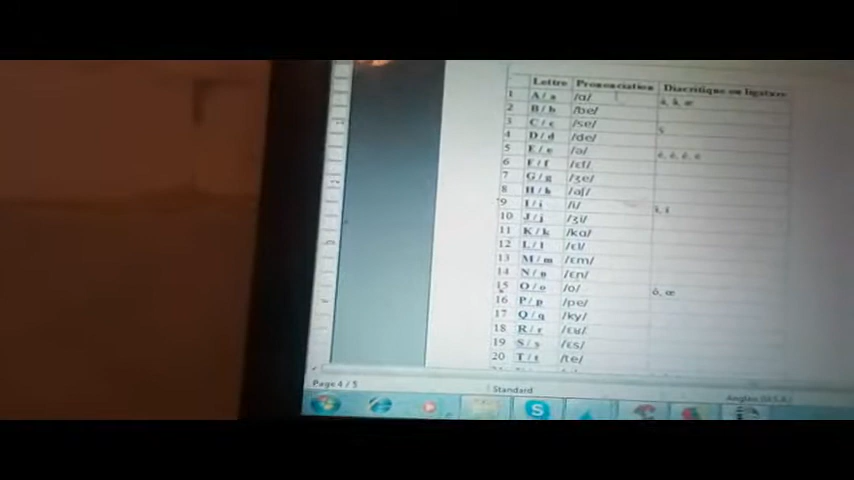 Lettre Prononciation Diacritique ou ligature
1 A / a /ɑ/ à, â, æ
2 B / b /be/
3 C / c /se/ ç
4 D / d /de/
5 E / e /ə/ é, è, ê, ë
6 F / f /ɛf/
7 G / g /ʒe/
8 H / h /aʃ/
9 I / i /i/ î, ï
10 J / j /ʒi/
11 K / k /kɑ/
12 L / l /ɛl/
13 M / m /ɛm/
14 N / n /ɛn/
15 O / o /o/ ô, œ
16 P / p /pe/
17 Q / q /ky/
18 R / r /ɛʁ/
19 S / s /ɛs/
20 T / t /te/
Page 4 / 5 Standard Anglais